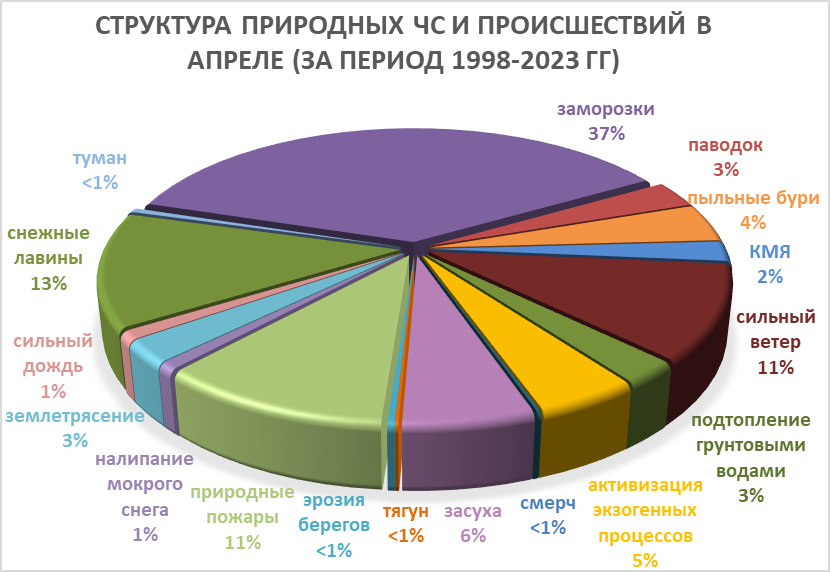 СТРУКТУРА ПРИРОДНЫХ ЧС И ПРОИСШЕСТВИЙ В
АПРЕЛЕ (ЗА ПЕРИОД 1998-2023 ГГ)
заморозки
37%
паводок
3%
пыльные бури
4%
КМЯ
2%
сильный
ветер
11%
подтопление
грунтовыми
водами
3%
активизация
экзогенных
процессов
5%
смерч
<1%
засуха
6%
тягун
<1%
эрозия
берегов
<1%
природные
пожары
11%
налипание
мокрого
снега
1%
землетрясение
3%
сильный
дождь
1%
снежные
лавины
13%
туман
<1%